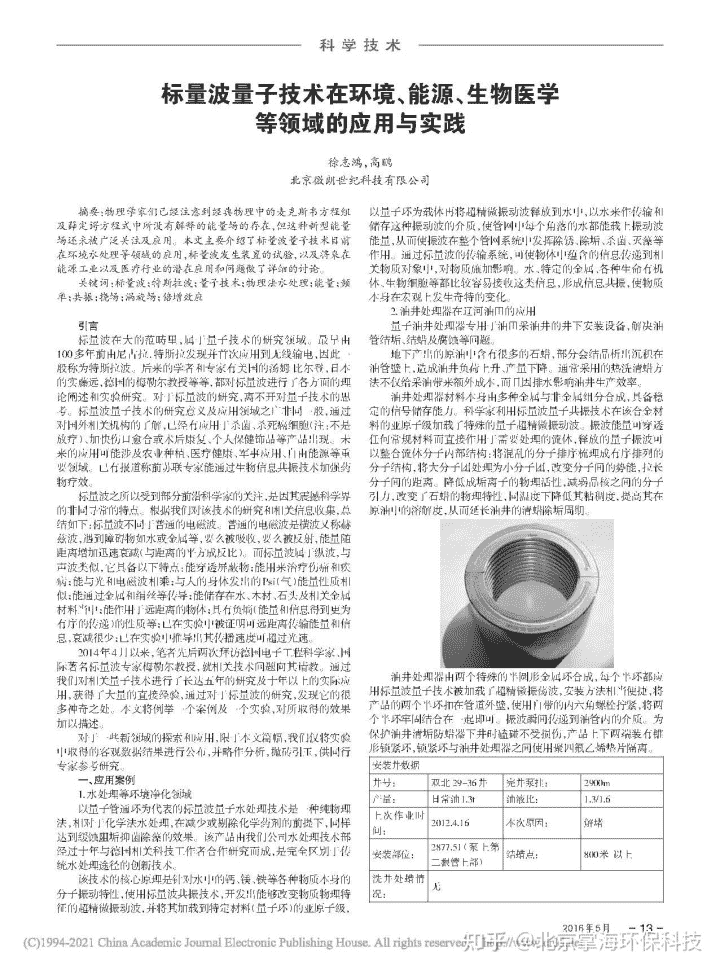 科学技术
标量波量子技术在环境、能源、生物医学
等领域的应用与实践
徐志鸿,高鹏
北京微朗世纪科技有限公司
摘要:物理学家们已经注意到经典物理中的麦克斯韦方程组
及薛定谔方程式中所没有解释的能量场的存在,但这种新型能量
场还未被广泛关注及应用。本文主要介绍了标量波量子技术目前
在环境水处理等领域的应用,标量波发生装置的试验,以及将来在
能源工业以及医疗行业的潜在应用和问题做了详细的讨论。
关键词:标量波;特斯拉波;量子技术;物理法水处理;能量;频
率;共振;挠场;涡旋场;倍增效应
引言
标量波在大的范畴里,属于量子技术的研究领域。最早由
100多年前由尼古拉.特斯拉发现并首次应用到无线输电,因此一
般称为特斯拉波。后来的学者和专家有美国的汤姆·比尔登,日本
的实藤远,德国的梅勒尔教授等等,都对标量波进行了各方面的理
论阐述和实验研究。对于标量波的研究,离不开对量子技术的思
考。标量波量子技术的研究意义及应用领域之广非同一般,通过
对国外相关机构的了解,已经有应用于杀菌、杀死癌细胞(注:不是
放疗)、加快伤口愈合或术后康复、个人保健饰品等产品出现。未
来的应用可能涉及农业种植、医疗健康、军事应用、自由能源等重
要领域。已有报道称前苏联专家能通过生物信息共振技术加强药
物疗效。
标量波之所以受到部分前沿科学家的关注,是因其震撼科学界
的非同寻常的特点。根据我们对该技术的研究和相关信息收集,总
结如下:标量波不同于普通的电磁波。普通的电磁波是横波又称赫
兹波,遇到障碍物如水或金属等,要么被吸收,要么被反射,能量随
距离增加迅速衰减(与距离的平方成反比)。而标量波属于纵波,与
声波类似,它具备以下特点:能穿透屏蔽物;能用来治疗伤痛和疾
病;能与光和电磁波相乘;与人的身体发出的Psi(气)能量性质相
似;能通过金属和绢丝等传导;能储存在水、木材、石头及相关金属
材料当中;能作用于远距离的物体;具有负熵(能量和信息得到更为
有序的传递)的性质等;已在实验中被证明可远距离传输能量和信
息,衰减很少;已在实验中推导出其传播速度可超过光速。
2014年4月以来,笔者先后两次拜访德国电子工程科学家、国
际著名标量波专家梅勒尔教授,就相关技术问题向其请教。通过
我们对相关量子技术进行了长达五年的研究及十年以上的实际应
用,获得了大量的直接经验,通过对于标量波的研究,发现它的很
多神奇之处。本文将例举一个案例及一个实验,对所取得的效果
加以描述。
对于一些新领域的探索和应用,限于本文篇幅,我们仅将实验
中取得的客观数据结果进行公布,并略作分析,抛砖引玉,供同行
专家参考研究。
一、应用案例
1.水处理等环境净化领域
以量子管通环为代表的标量波量子水处理技术是一种纯物理
法,相对于化学法水处理,在减少或剔除化学药剂的前提下,同样
达到缓蚀阻垢抑菌除藻的效果。该产品由我们公司水处理技术部
经过十年与德国相关科技工作者合作研究而成,是完全区别于传
统水处理途径的创新技术。
该技术的核心原理是针对水中的钙、镁、铁等各种物质本身的
分子振动特性,使用标量波共振技术,开发出能够改变物质物理特
征的超精微振动波,并将其加载到特定材料(量子环)的亚原子级,
以量子环为载体再将超精微振动波释放到水中,以水来作传输和
储存这种振动波的介质,使管网中每个角落的水都能载上振动波
能量,从而使振波在整个管网系统中发挥除锈、除垢、杀菌、灭藻等
作用。通过标量波的传输系统,可使物体中蕴含的信息传递到相
关物质对象中,对物质施加影响。水、特定的金属、各种生命有机
体、生物细胞等都比较容易接收这类信息,形成信息共振,使物质
本身在宏观上发生奇特的变化。
2.油井处理器在辽河油田的应用
量子油井处理器专用于油田采油井的井下安装设备,解决油
管结垢、结蜡及腐蚀等问题。
地下产出的原油中含有很多的石蜡,部分会结晶析出沉积在
油管壁上,造成油井负荷上升、产量下降。通常采用的热洗清蜡方
法不仅给采油带来额外成本,而且因排水影响油井生产效率。
油井处理器材料本身由多种金属与非金属组分合成,具备稳
定的信号储存能力。科学家利用标量波量子共振技术在该合金材
料的亚原子级加载了特殊的量子超精微振动波。振波能量可穿透
任何常规材料而直接作用于需要处理的流体,释放的量子振波可
以整合流体分子内部结构:将混乱的分子排序梳理成有序排列的
分子结构,将大分子团处理为小分子团,改变分子间的势能,拉长
分子间的距离。降低成垢离子的物理活性,减弱晶核之间的分子
引力,改变了石蜡的物理特性,同温度下降低其粘稠度,提高其在
原油中的溶解度,从而延长油井的清蜡除垢周期。
油井处理器由两个特殊的半圆形金属环合成,每个半环都应
用标量波量子技术被加载了超精微振荡波,安装方法相当便捷,将
产品的两个半环扣在管道外壁,使用自带的内六角螺栓拧紧,将两
个半环牢固结合在一起即可。振波瞬间传递到油管内的介质。为
保护油井清垢防蜡器下井时磕碰不受损伤,产品上下两端装有锥
形锁紧环,锁紧环与油井处理器之间使用聚四氟乙烯垫片隔离。
安装井数据
井号: 双北29-36井 完井泵挂: 2900m
产量: 日常油1.3t 油液比: 1.3/1.6
上次作业时间: 2012.4.16 本次原因: 解堵
安装部位: 2877.51(泵上第二根管上部) 结蜡点: 800米以上
洗井处蜡情况: 无
2016年5月 -13-
(C)1994-2021 China Academic Journal Electronic Publishing House. All rights reserved. http://www.cnki.net
知乎 @北京掌海环保科技